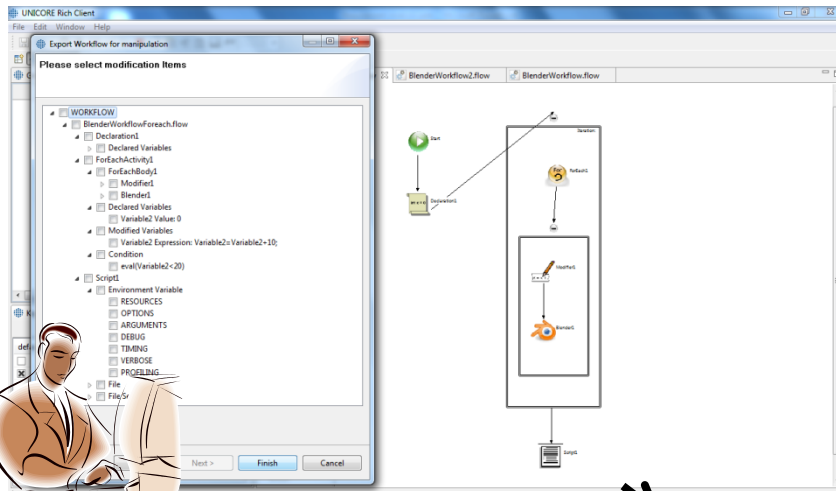 UNICORE Rich Client
File Edit Window Help
Export Workflow for manipulation
Please select modification Items
BlenderWorkflow2.flow
BlenderWorkflow.flow
WORKFLOW
BlenderWorkflowForeach.flow
Declaration1
Declared Variables
ForEachActivity1
ForEachBody1
Modifier1
Blender1
Declared Variables
Variable2 Value: 0
Modified Variables
Variable2 Expression: Variable2=Variable2+10;
Condition
eval(Variable2<20)
Script1
Environment Variable
RESOURCES
OPTIONS
ARGUMENTS
DEBUG
TIMING
VERBOSE
PROFILING
File
Next >
Finish
Cancel
Start
Declaration1
Iteration
For
ForEach1
Modifier1
Blender1
Script1